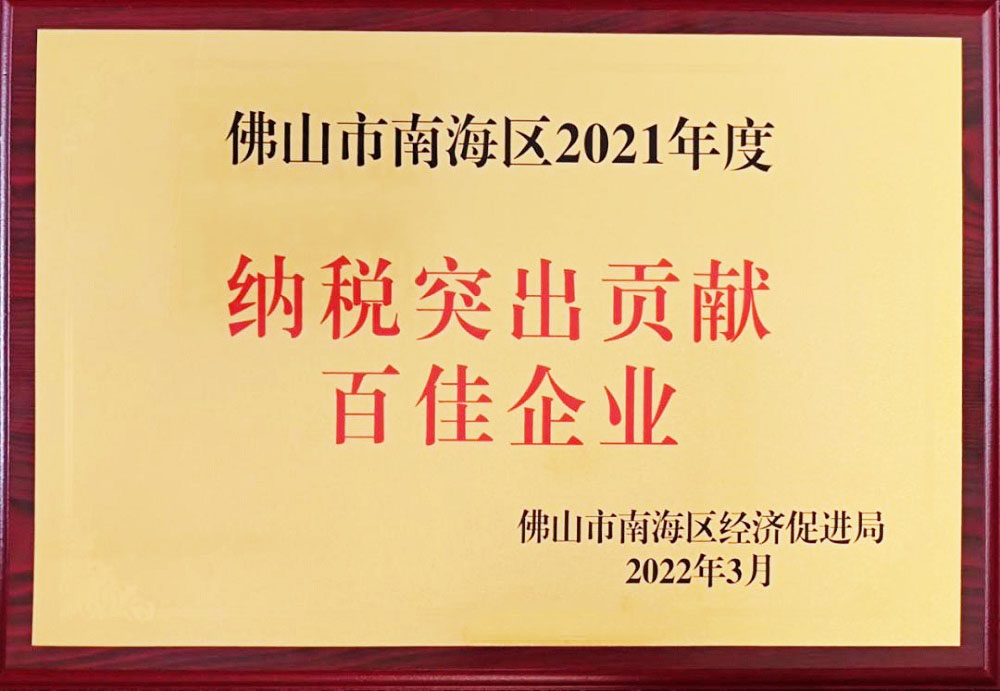 佛山市南海区2021年度
纳税突出贡献
百佳企业
佛山市南海区经济促进局
2022年3月